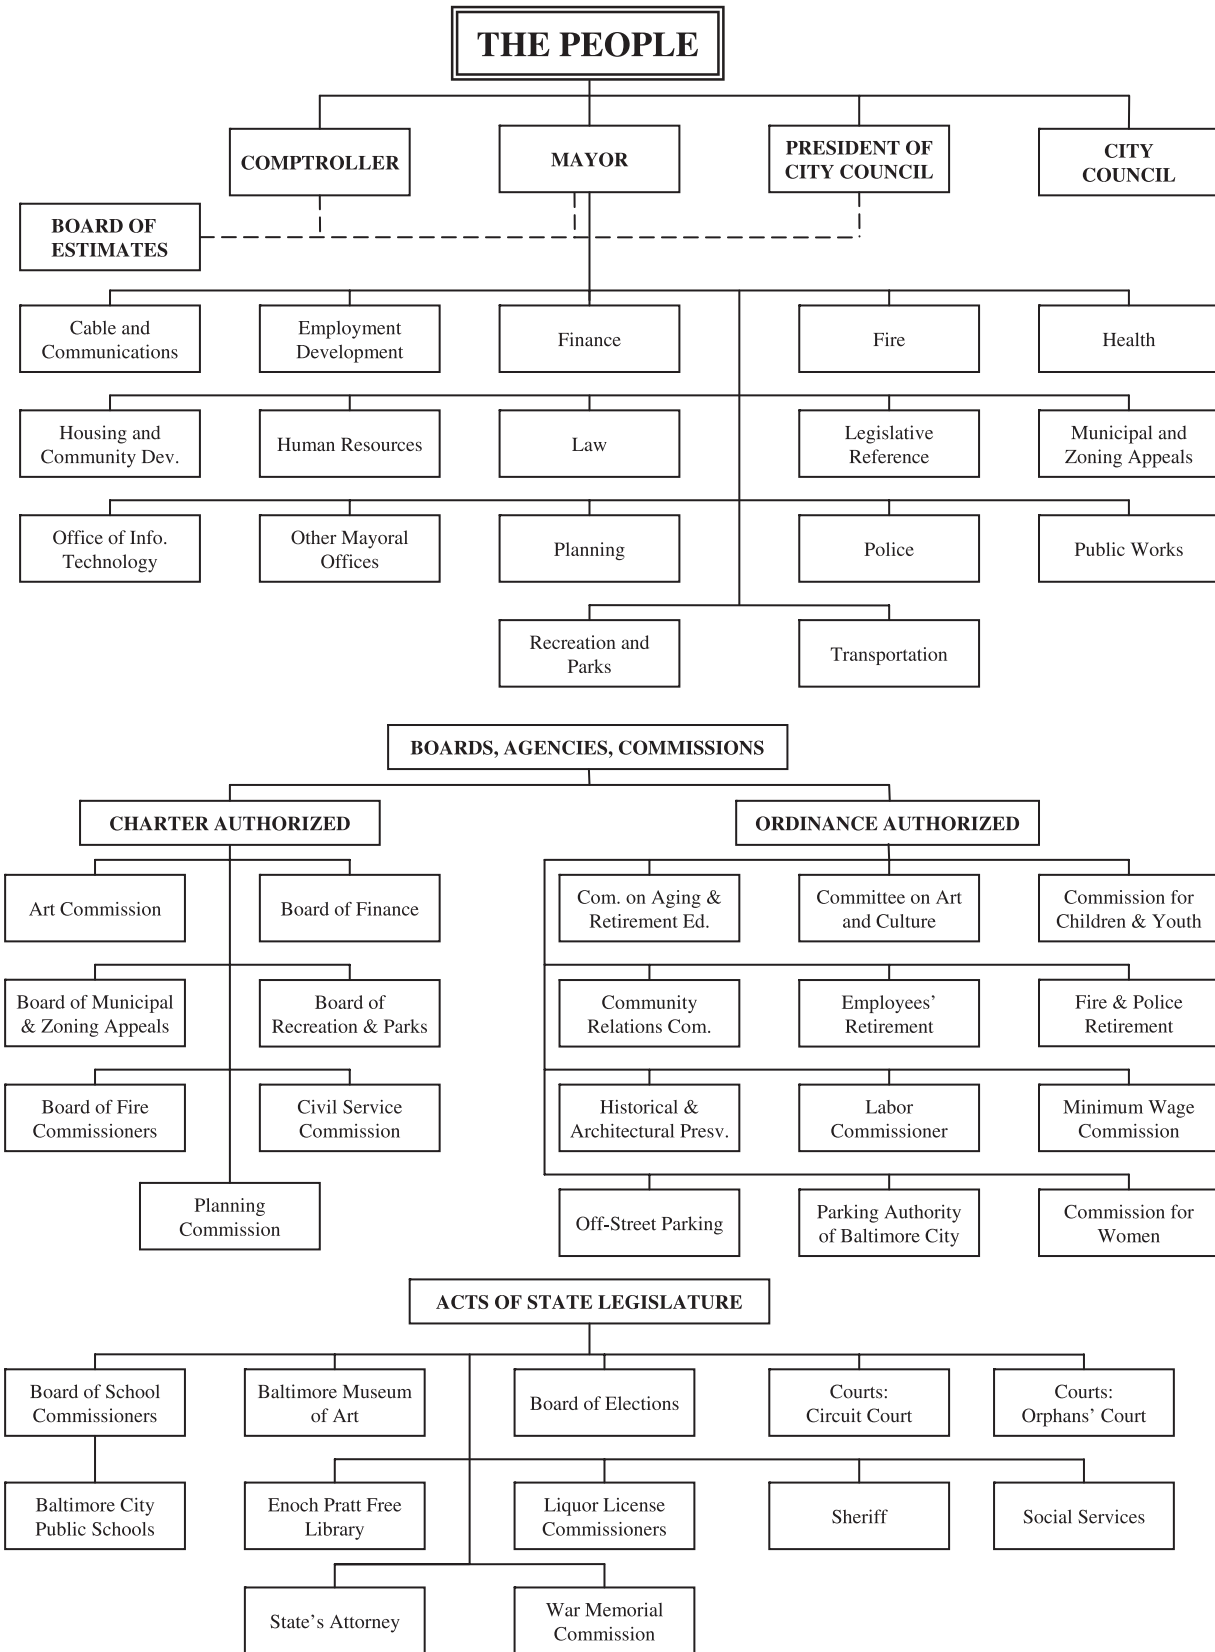 THE PEOPLE
COMPTROLLER
MAYOR
PRESIDENT OF
CITY COUNCIL
CITY
COUNCIL
BOARD OF
ESTIMATES
Cable and
Communications
Employment
Development
Finance
Fire
Health
Housing and
Community Dev.
Human Resources
Law
Legislative
Reference
Municipal and
Zoning Appeals
Office of Info.
Technology
Other Mayoral
Offices
Planning
Police
Public Works
Recreation and
Parks
Transportation
BOARDS, AGENCIES, COMMISSIONS
CHARTER AUTHORIZED
Art Commission
Board of Finance
Board of Municipal
& Zoning Appeals
Board of
Recreation & Parks
Board of Fire
Commissioners
Civil Service
Commission
Planning
Commission
ORDINANCE AUTHORIZED
Com. on Aging &
Retirement Ed.
Committee on Art
and Culture
Commission for
Children & Youth
Community
Relations Com.
Employees’
Retirement
Fire & Police
Retirement
Historical &
Architectural Presv.
Labor
Commissioner
Minimum Wage
Commission
Off-Street Parking
Parking Authority
of Baltimore City
Commission for
Women
ACTS OF STATE LEGISLATURE
Board of School
Commissioners
Baltimore Museum
of Art
Board of Elections
Courts:
Circuit Court
Courts:
Orphans’ Court
Baltimore City
Public Schools
Enoch Pratt Free
Library
Liquor License
Commissioners
Sheriff
Social Services
State’s Attorney
War Memorial
Commission